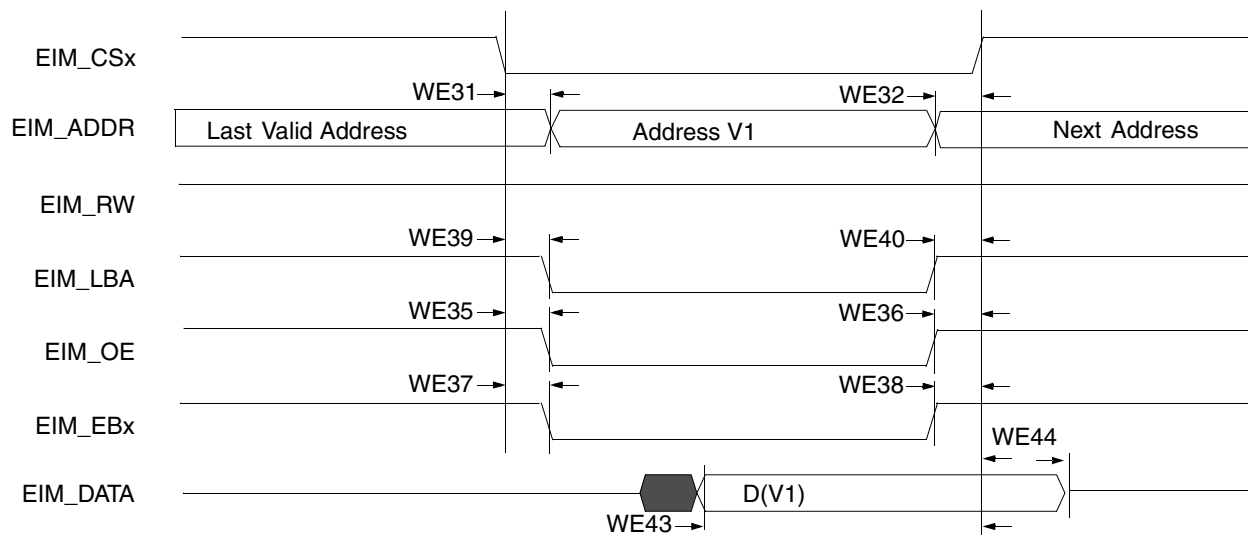 EIM_CSx
WE31
WE32
EIM_ADDR
Last Valid Address
Address V1
Next Address
EIM_RW
WE39
WE40
EIM_LBA
WE35
WE36
EIM_OE
WE37
WE38
EIM_EBx
WE44
EIM_DATA
D(V1)
WE43